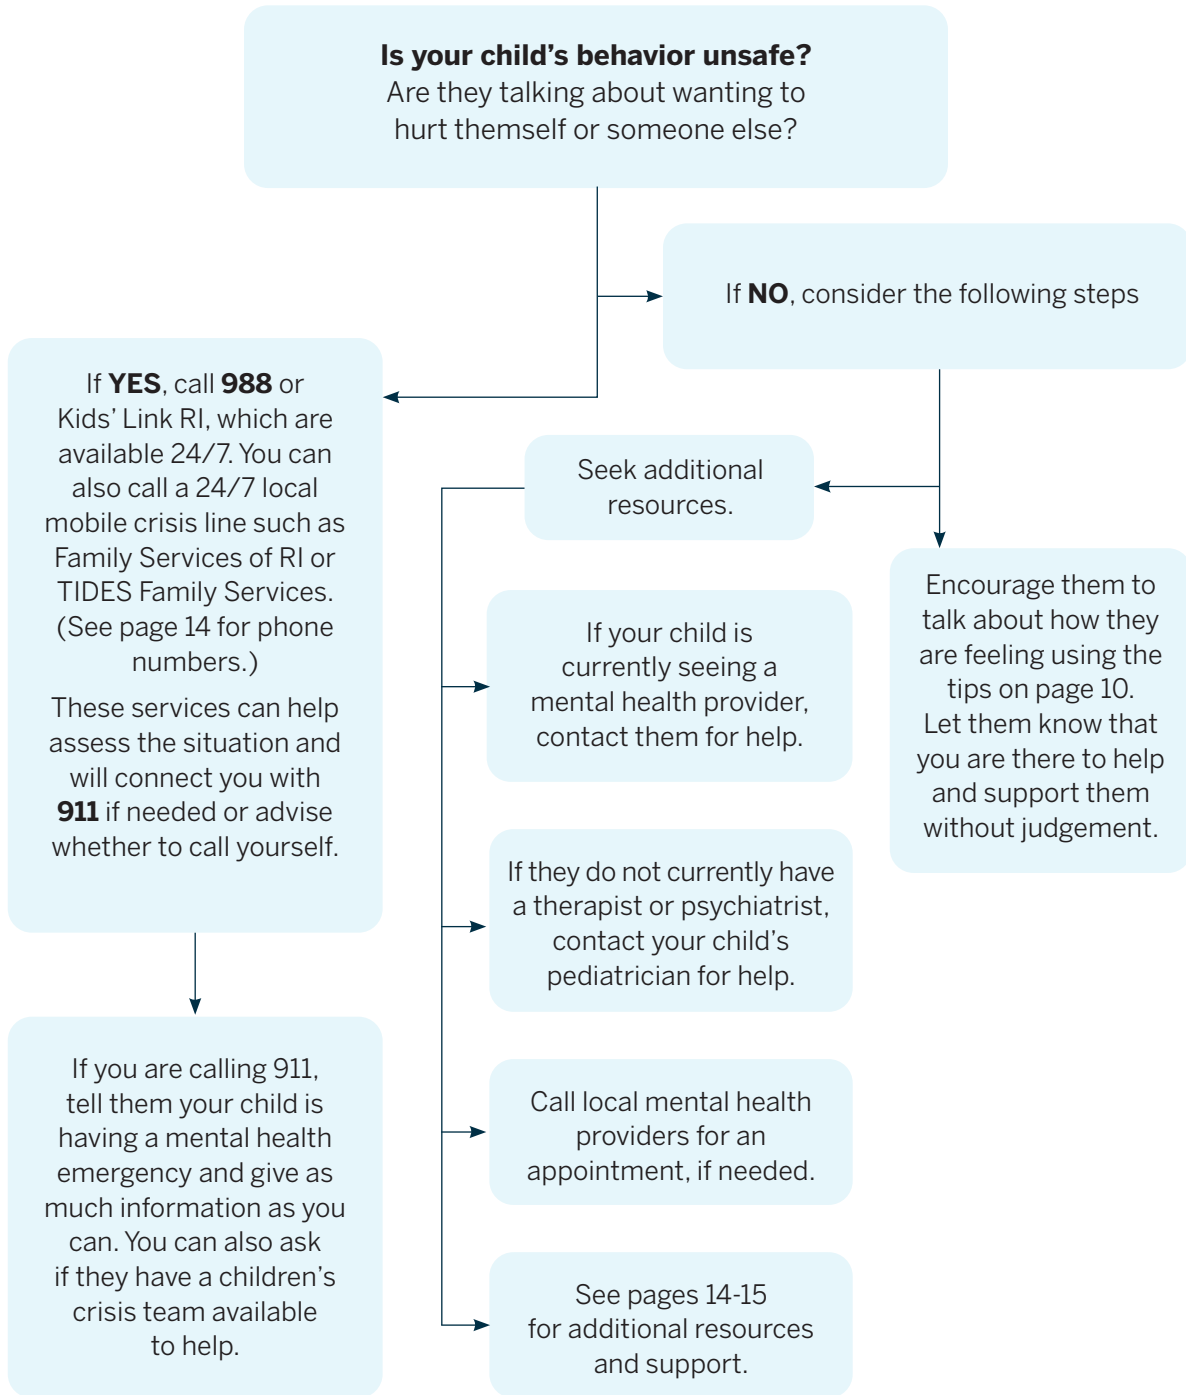 Is your child’s behavior unsafe?
Are they talking about wanting to
hurt themself or someone else?
If NO, consider the following steps
If YES, call 988 or
Kids’ Link RI, which are
available 24/7. You can
also call a 24/7 local
mobile crisis line such as
Family Services of RI or
TIDES Family Services.
(See page 14 for phone
numbers.)
These services can help
assess the situation and
will connect you with
911 if needed or advise
whether to call yourself.
If you are calling 911,
tell them your child is
having a mental health
emergency and give as
much information as you
can. You can also ask
if they have a children’s
crisis team available
to help.
Seek additional
resources.
If your child is
currently seeing a
mental health provider,
contact them for help.
If they do not currently have
a therapist or psychiatrist,
contact your child’s
pediatrician for help.
Call local mental health
providers for an
appointment, if needed.
See pages 14-15
for additional resources
and support.
Encourage them to
talk about how they
are feeling using the
tips on page 10.
Let them know that
you are there to help
and support them
without judgement.